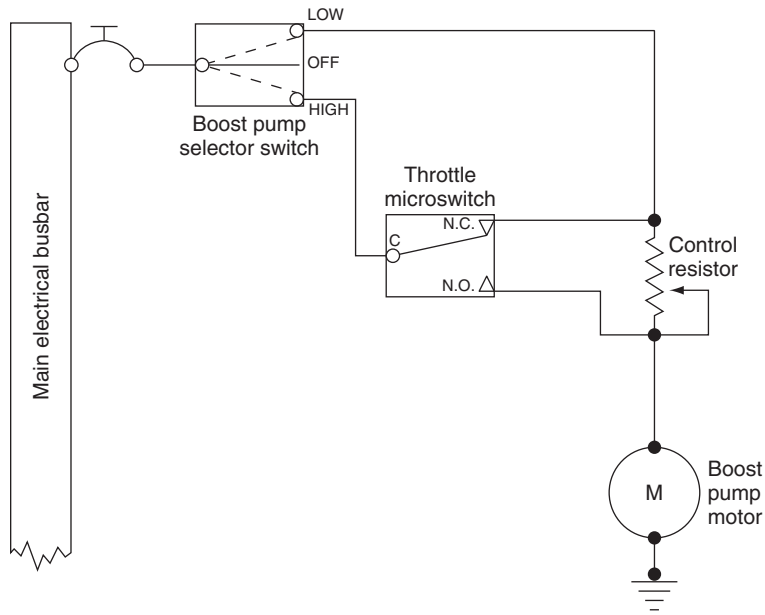 LOW
OFF
HIGH
Boost pump
selector switch
Main electrical busbar
Throttle
microswitch
N.C.
C
N.O.
Control
resistor
M
Boost
pump
motor